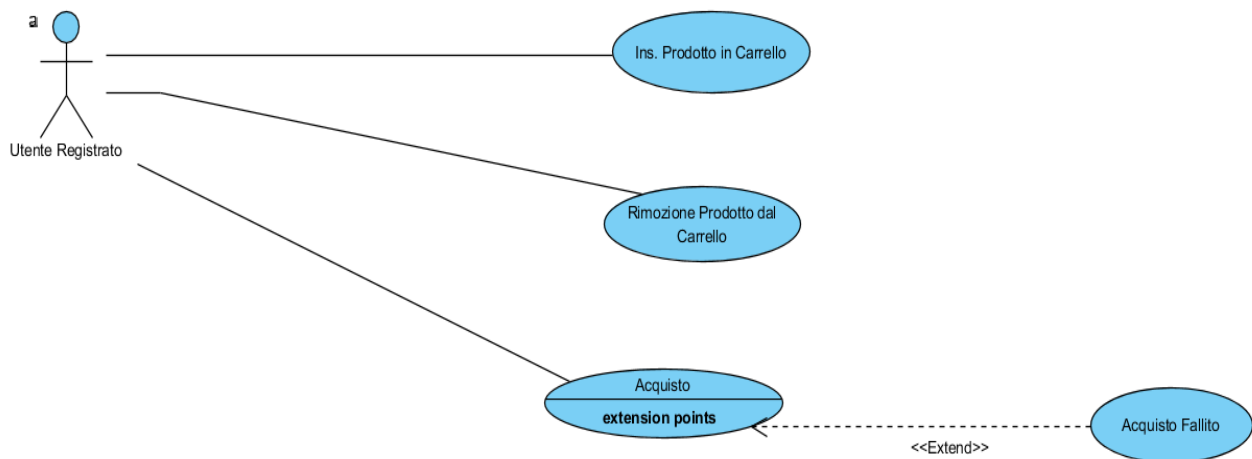 a
Utente Registrato
Ins. Prodotto in Carrello
Rimozione Prodotto dal
Carrello
Acquisto
extension points
<<Extend>>
Acquisto Fallito